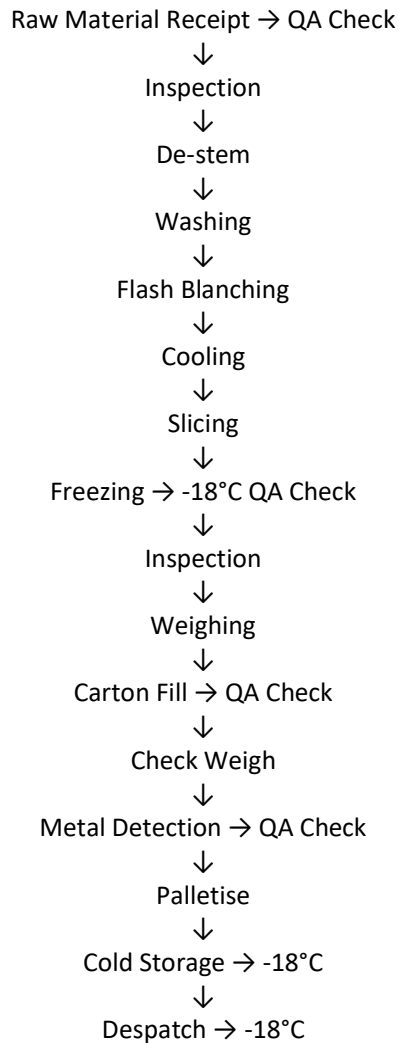 Raw Material Receipt → QA Check
↓
Inspection
↓
De-stem
↓
Washing
↓
Flash Blanching
↓
Cooling
↓
Slicing
↓
Freezing → -18°C QA Check
↓
Inspection
↓
Weighing
↓
Carton Fill → QA Check
↓
Check Weigh
↓
Metal Detection → QA Check
↓
Palletise
↓
Cold Storage → -18°C
↓
Despatch → -18°C